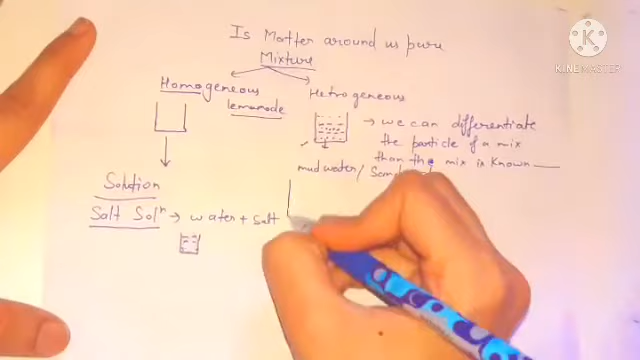 Is Matter around us pure
Mixture
Homogeneous
lemonade
Hetrogeneous
→ we can differentiate
the particle of a mix
than the mix is known
mud water/
Solution
Salt Solⁿ → water + salt
K
KINEMASTER